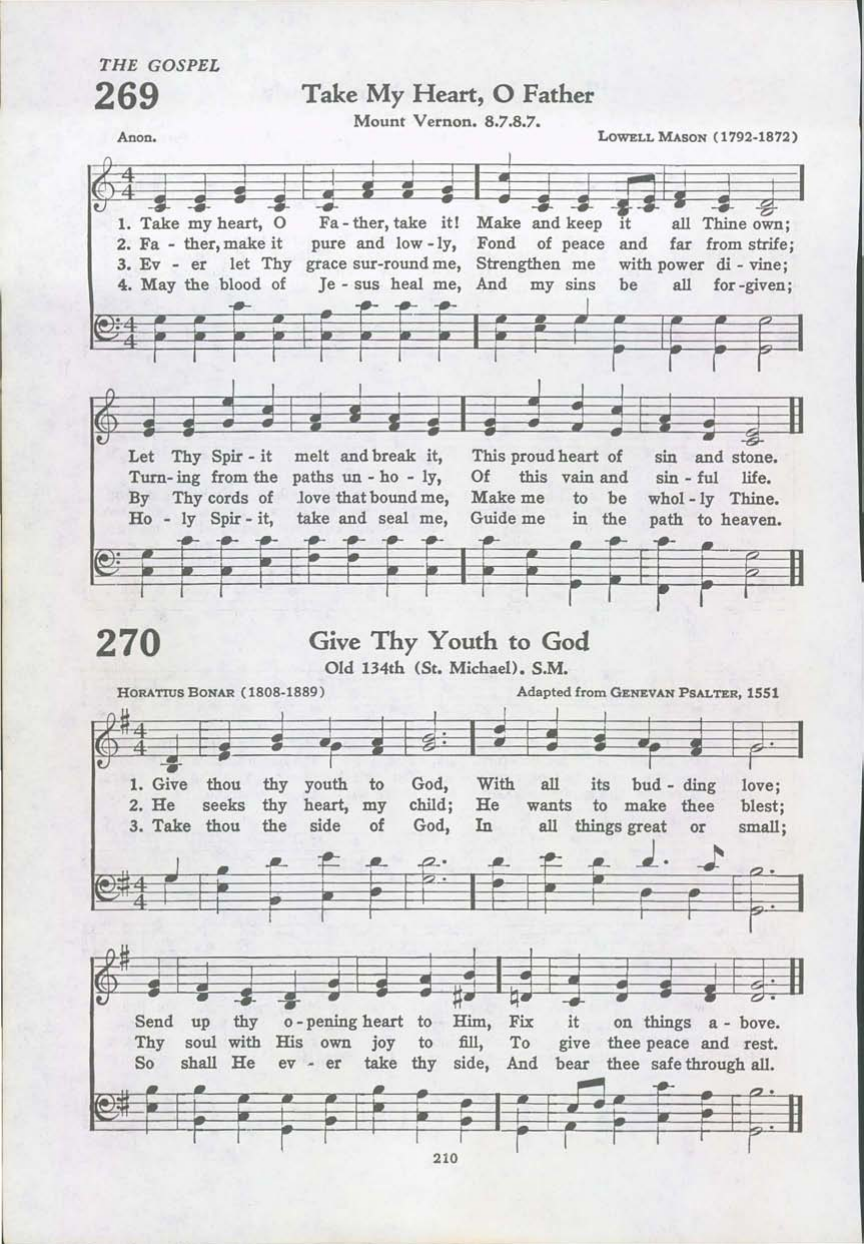 THE GOSPEL
269 Take My Heart, O Father
Mount Vernon. 8.7.8.7.
Anon. LOWELL MASON (1792-1872)
4 4
1. Take my heart, O Fa - ther, take it! Make and keep it all Thine own;
2. Fa - ther, make it pure and low - ly, Fond of peace and far from strife;
3. Ev - er let Thy grace sur-round me, Strengthen me with power di - vine;
4. May the blood of Je - sus heal me, And my sins be all for-given;
4 4
Let Thy Spir - it melt and break it, This proud heart of sin and stone.
Turn-ing from the paths un - ho - ly, Of this vain and sin - ful life.
By Thy cords of love that bound me, Make me to be whol - ly Thine.
Ho - ly Spir - it, take and seal me, Guide me in the path to heaven.
270 Give Thy Youth to God
Old 134th (St. Michael). S.M.
HORATIUS BONAR (1808-1889) Adapted from GENEVAN PSALTER, 1551
4 4
1. Give thou thy youth to God, With all its bud - ding love;
2. He seeks thy heart, my child; He wants to make thee blest;
3. Take thou the side of God, In all things great or small;
4 4
Send up thy o - pening heart to Him, Fix it on things a - bove.
Thy soul with His own joy to fill, To give thee peace and rest.
So shall He ev - er take thy side, And bear thee safe through all.
210